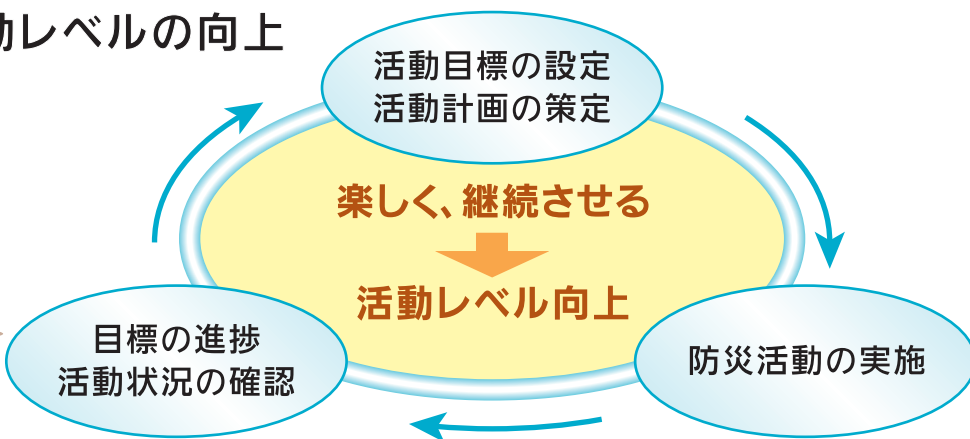 動レベルの向上
活動目標の設定
活動計画の策定
楽しく、継続させる
活動レベル向上
目標の進捗
活動状況の確認
防災活動の実施